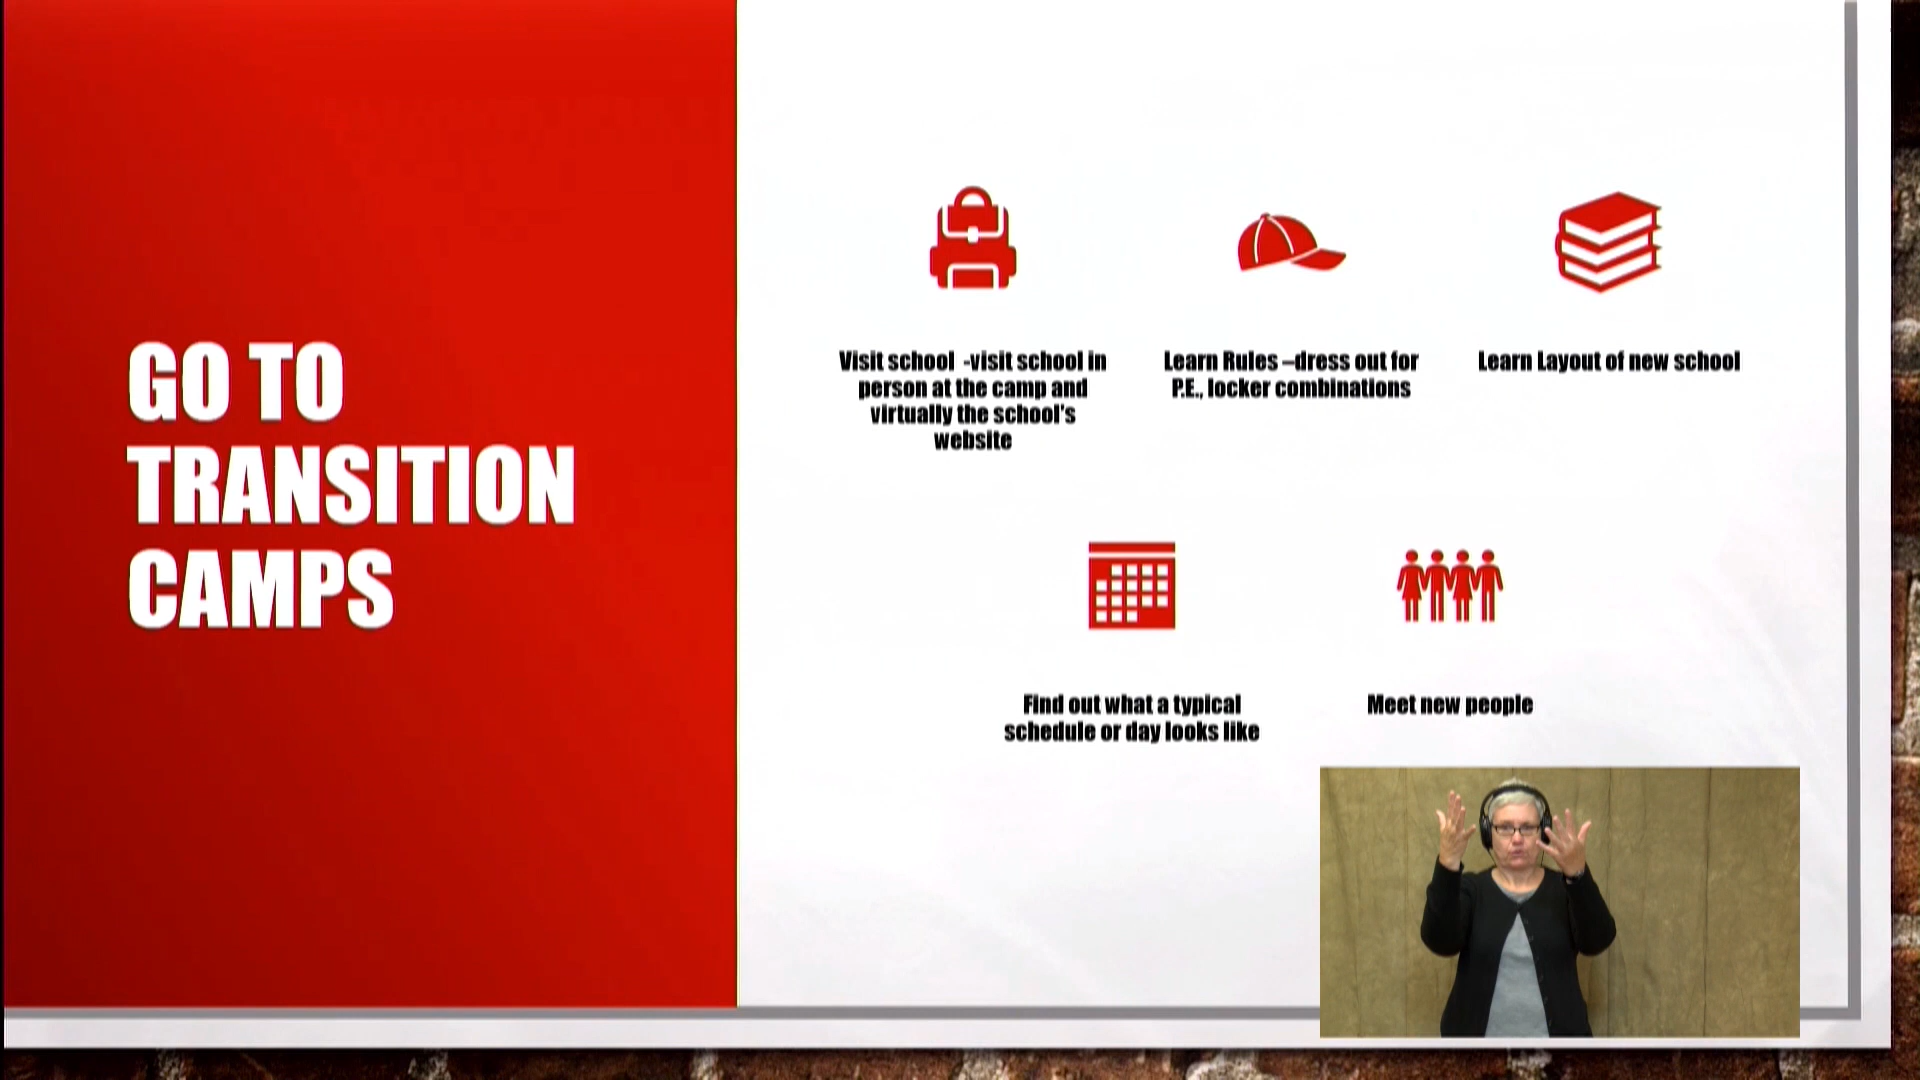 GO TO
TRANSITION
CAMPS
Visit school -visit school in
person at the camp and
virtually the school's
website
Learn Rules –dress out for
P.E., locker combinations
Learn Layout of new school
Find out what a typical
schedule or day looks like
Meet new people